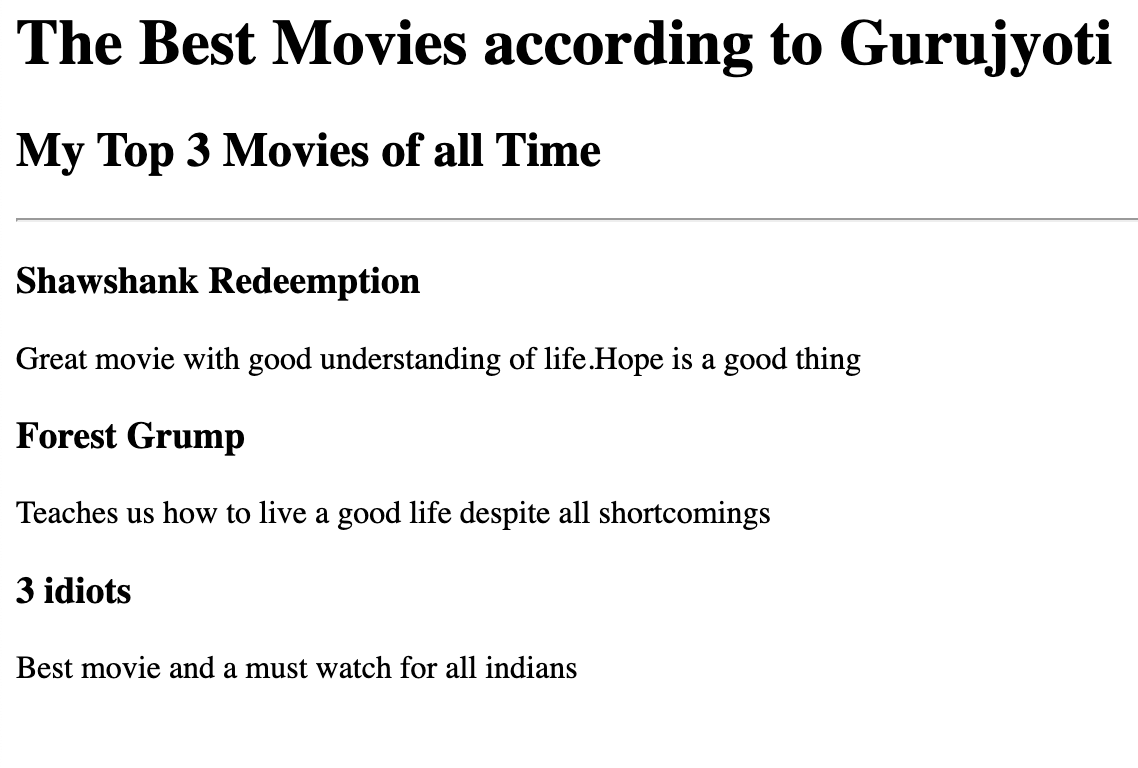 The Best Movies according to Gurujyoti
My Top 3 Movies of all Time
Shawshank Redeemption
Great movie with good understanding of life.Hope is a good thing
Forest Grump
Teaches us how to live a good life despite all shortcomings
3 idiots
Best movie and a must watch for all indians